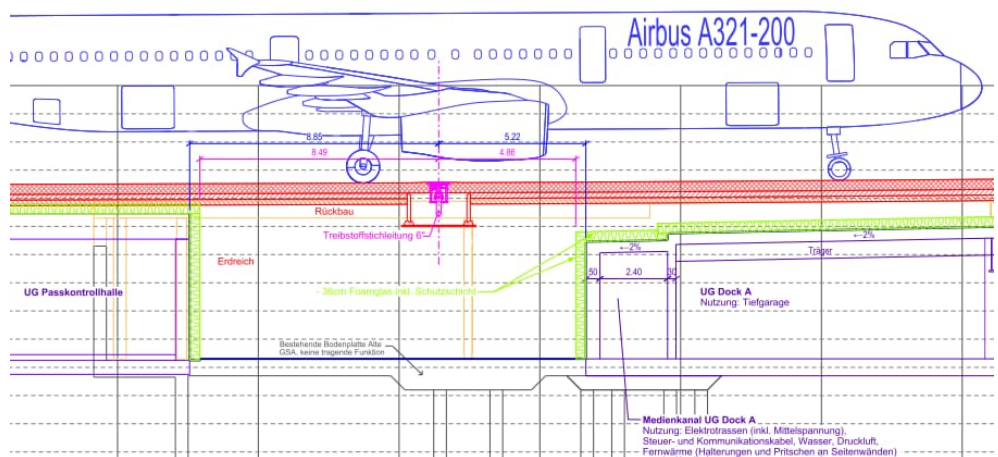 Airbus A321-200
8.85
5.22
8.49
4.86
Rückbau
Treibstoffstichleitung 6"
Erdreich
←2%
←2%
Träger
50
2.40
30
UG Passkontrollhalle
- 36cm Foamglas inkl. Schutzschicht
UG Dock A
Nutzung: Tiefgarage
Bestehende Bodenplatte Alte
GSA, keine tragende Funktion
Medienkanal UG Dock A
Nutzung: Elektrotrassen (inkl. Mittelspannung),
Steuer- und Kommunikationskabel, Wasser, Druckluft,
Fernwärme (Halterungen und Pritschen an Seitenwänden)